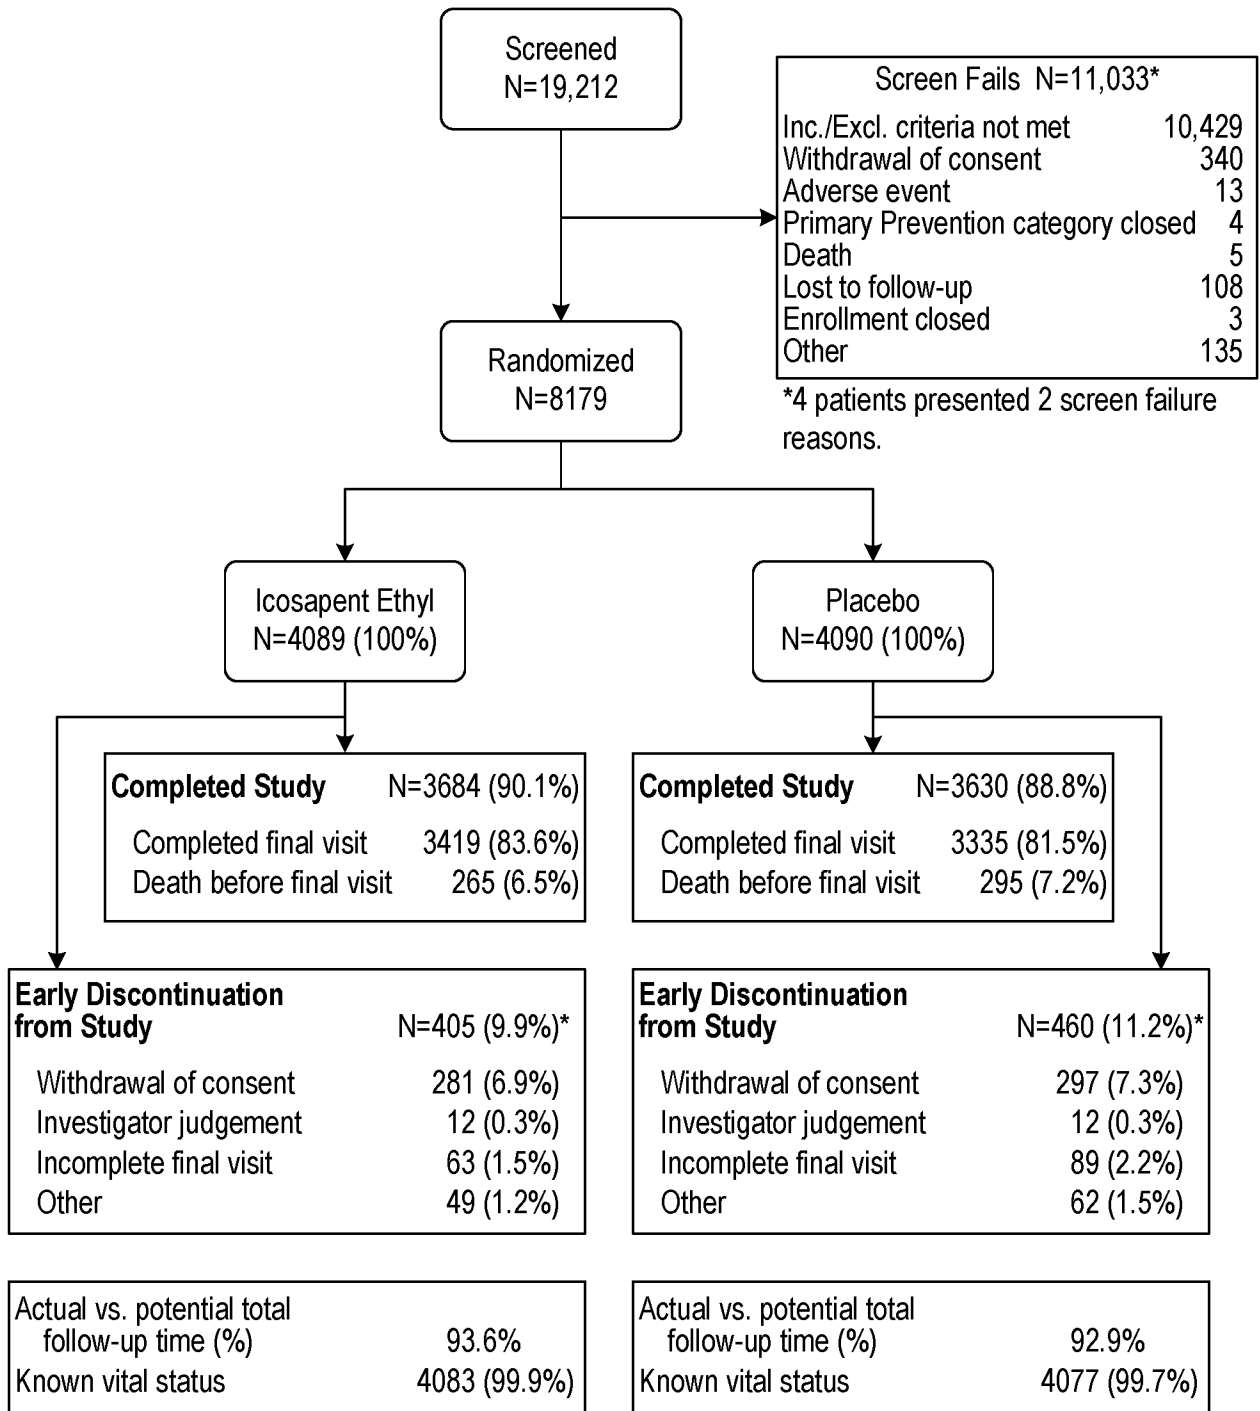 Screened
N=19,212
Screen Fails N=11,033*
Inc./Excl. criteria not met 10,429
Withdrawal of consent 340
Adverse event 13
Primary Prevention category closed 4
Death 5
Lost to follow-up 108
Enrollment closed 3
Other 135
*4 patients presented 2 screen failure
reasons.
Randomized
N=8179
Icosapent Ethyl
N=4089 (100%)
Placebo
N=4090 (100%)
Completed Study N=3684 (90.1%)
Completed final visit 3419 (83.6%)
Death before final visit 265 (6.5%)
Completed Study N=3630 (88.8%)
Completed final visit 3335 (81.5%)
Death before final visit 295 (7.2%)
Early Discontinuation
from Study N=405 (9.9%)*
Withdrawal of consent 281 (6.9%)
Investigator judgement 12 (0.3%)
Incomplete final visit 63 (1.5%)
Other 49 (1.2%)
Early Discontinuation
from Study N=460 (11.2%)*
Withdrawal of consent 297 (7.3%)
Investigator judgement 12 (0.3%)
Incomplete final visit 89 (2.2%)
Other 62 (1.5%)
Actual vs. potential total
follow-up time (%) 93.6%
Known vital status 4083 (99.9%)
Actual vs. potential total
follow-up time (%) 92.9%
Known vital status 4077 (99.7%)